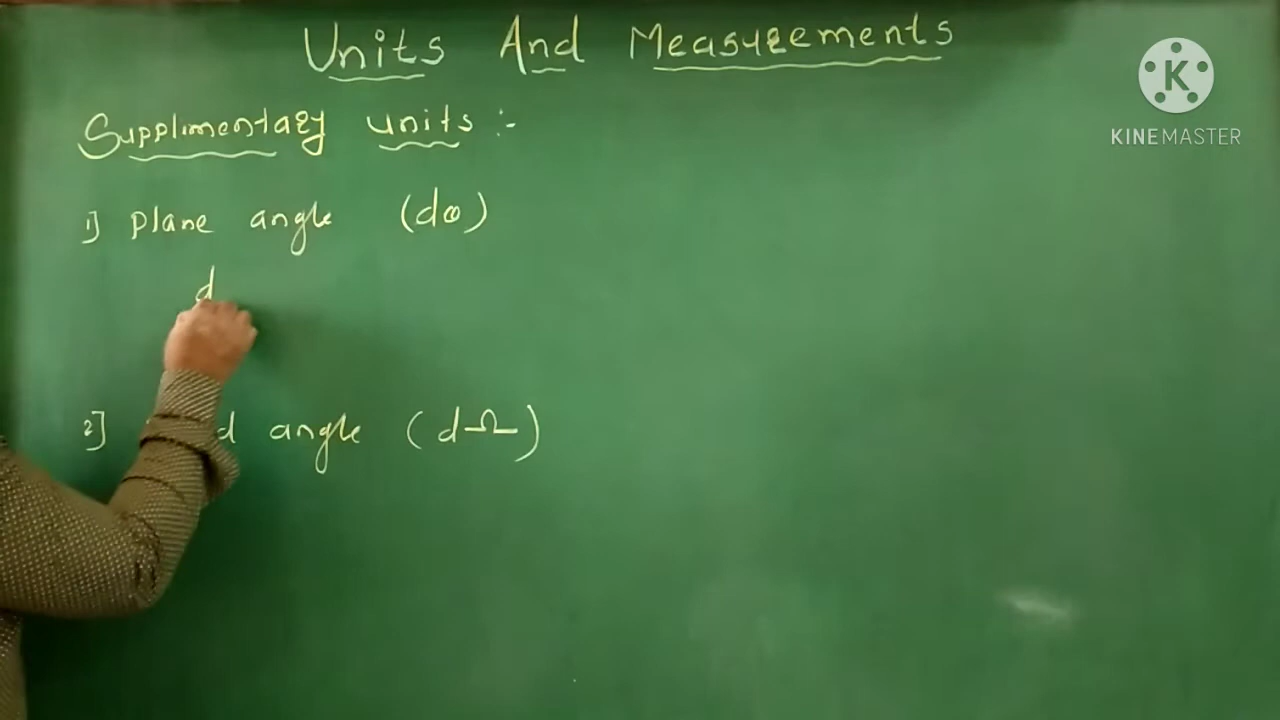 Units And Measurements
Supplimentary units :-
1] Plane angle (dθ)
d
2] d angle (dΩ)
K
KINEMASTER